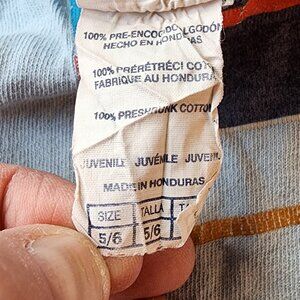 100% PRE-ENCOGDO ALGODÓN
HECHO EN HONDURAS
100% PRÉRÉTRÉCI COT
FABRIQUÉ AU HONDURA
100% PRESHRUNK COTTON
JUVENIL JUVÉNILE JUVENIL
MADE IN HONDURAS
SIZE TALLA T
5/6 5/6